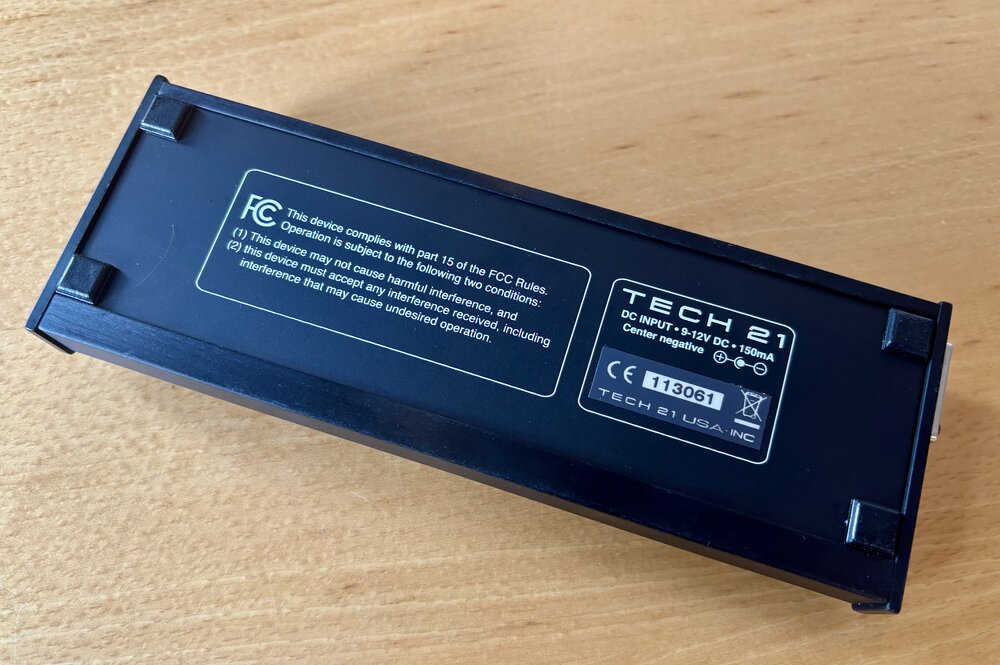 FCC This device complies with part 15 of the FCC Rules.
Operation is subject to the following two conditions:
(1) This device may not cause harmful interference, and
(2) this device must accept any interference received, including
interference that may cause undesired operation.
TECH 21
DC INPUT • 9-12V DC • 150mA
Center negative
CE 113061
TECH 21 USA, INC